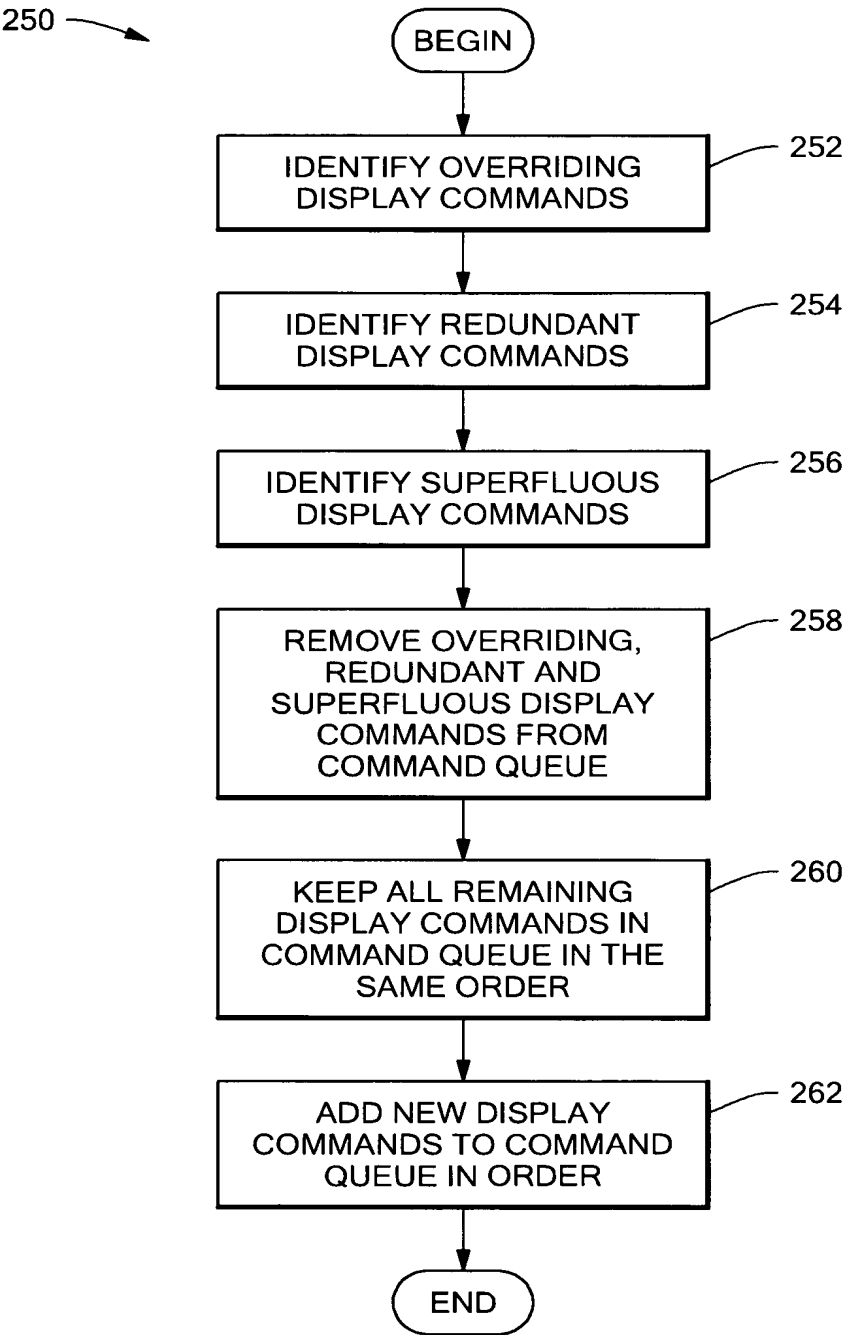 250
BEGIN
252
IDENTIFY OVERRIDING
DISPLAY COMMANDS
254
IDENTIFY REDUNDANT
DISPLAY COMMANDS
256
IDENTIFY SUPERFLUOUS
DISPLAY COMMANDS
258
REMOVE OVERRIDING,
REDUNDANT AND
SUPERFLUOUS DISPLAY
COMMANDS FROM
COMMAND QUEUE
260
KEEP ALL REMAINING
DISPLAY COMMANDS IN
COMMAND QUEUE IN THE
SAME ORDER
262
ADD NEW DISPLAY
COMMANDS TO COMMAND
QUEUE IN ORDER
END